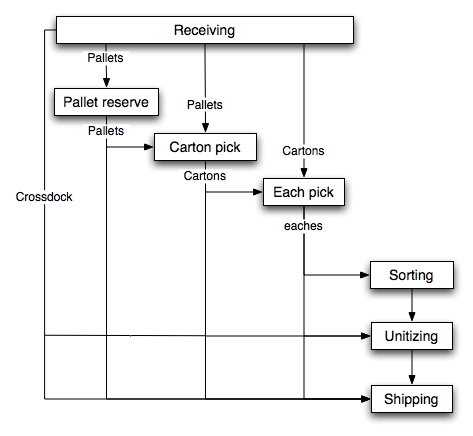 Receiving
Pallets
Pallet reserve
Pallets
Pallets
Carton pick
Cartons
Cartons
Each pick
Crossdock
eaches
Sorting
Unitizing
Shipping